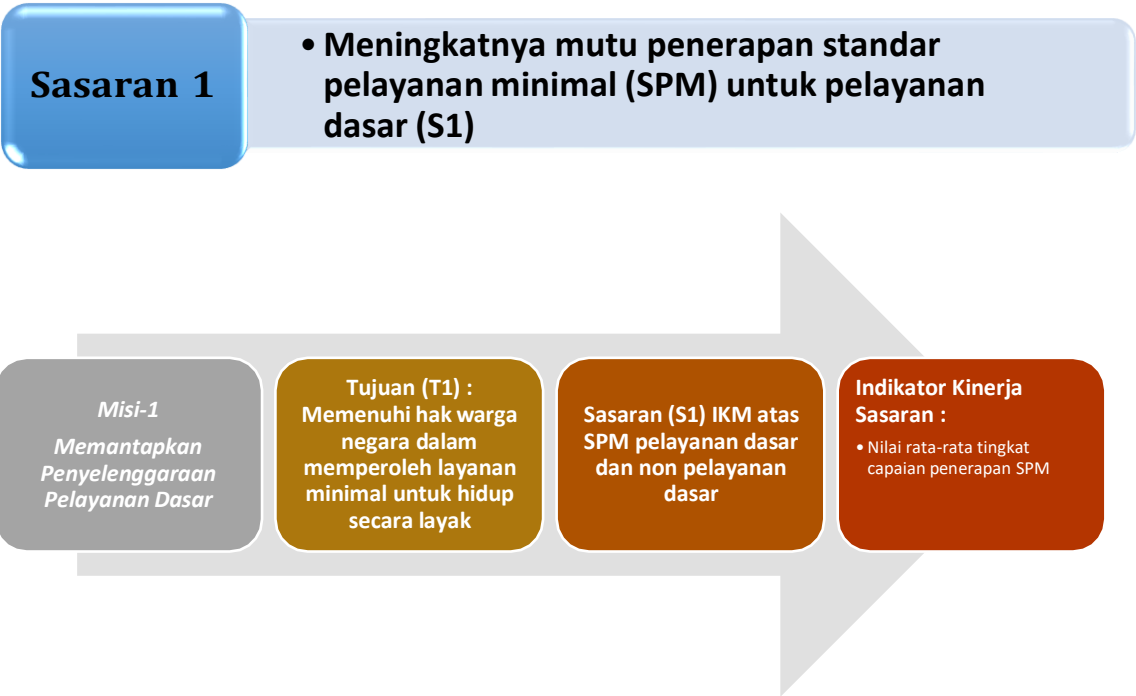 Sasaran 1
• Meningkatnya mutu penerapan standar
pelayanan minimal (SPM) untuk pelayanan
dasar (S1)
Misi-1
Memantapkan
Penyelenggaraan
Pelayanan Dasar
Tujuan (T1) :
Memenuhi hak warga
negara dalam
memperoleh layanan
minimal untuk hidup
secara layak
Sasaran (S1) IKM atas
SPM pelayanan dasar
dan non pelayanan
dasar
Indikator Kinerja
Sasaran :
• Nilai rata-rata tingkat
capaian penerapan SPM